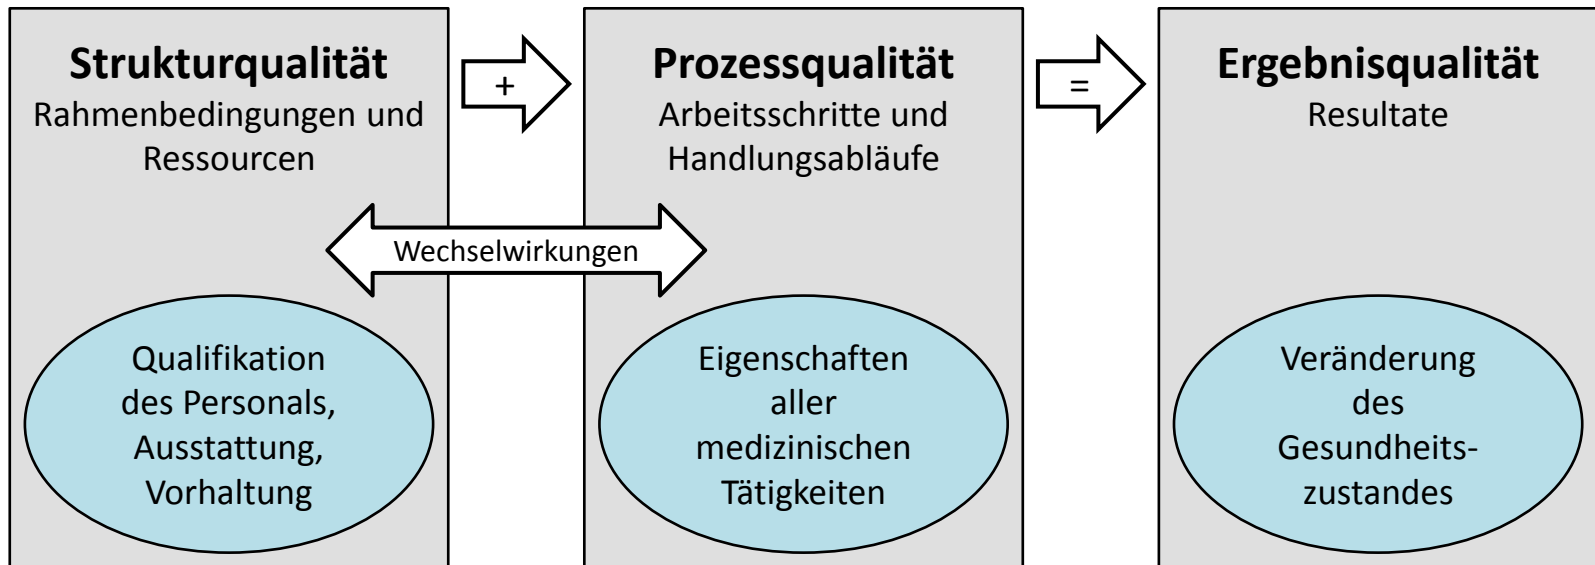 Strukturqualität
Rahmenbedingungen und
Ressourcen
+
Prozessqualität
Arbeitsschritte und
Handlungsabläufe
=
Ergebnisqualität
Resultate
Wechselwirkungen
Qualifikation
des Personals,
Ausstattung,
Vorhaltung
Eigenschaften
aller
medizinischen
Tätigkeiten
Veränderung
des
Gesundheits-
zustandes